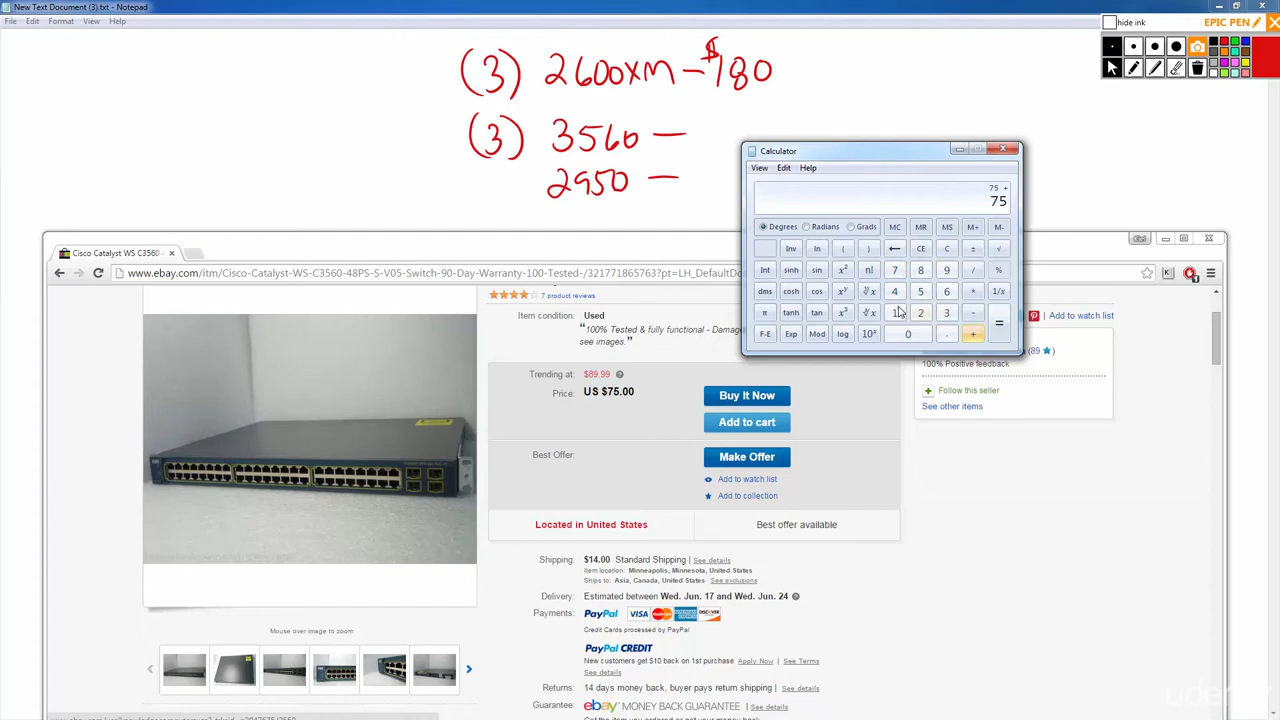 New Text Document (3).txt - Notepad
File Edit Format View Help
hide ink EPIC PEN
(3) 2600xm - $180
(3) 3560 -
2950 -
Calculator
View Edit Help
75 +
75
Degrees Radians Grads MC MR MS M+ M-
Inv ln ( ) ← CE C ± √
Int sinh sin x² n! 7 8 9 / %
dms cosh cos xʸ ʸ√x 4 5 6 * 1/x
π tanh tan x³ ³√x 1 2 3 - =
F-E Exp Mod log 10ˣ 0 . +
Cisco Catalyst WS C3560 ×
www.ebay.com/itm/Cisco-Catalyst-WS-C3560-48PS-S-V05-Switch-90-Day-Warranty-100-Tested-/321771865763?pt=LH_DefaultDo
7 product reviews
Item condition: Used
"100% Tested & fully functional - Damage
see images."
Trending at: $89.99
Price: US $75.00
Buy It Now
Add to cart
Best Offer: Make Offer
Add to watch list
Add to collection
Located in United States Best offer available
Add to watch list
(89)
100% Positive feedback
Follow this seller
See other items
Shipping: $14.00 Standard Shipping | See details
Item location: Minneapolis, Minnesota, United States
Ships to: Asia, Canada, United States See exclusions
Delivery: Estimated between Wed. Jun. 17 and Wed. Jun. 24
Payments: PayPal VISA MasterCard AMERICAN EXPRESS DISCOVER
Credit Cards processed by PayPal
PayPal CREDIT
New customers get $10 back on 1st purchase Apply Now | See Terms
See details
Returns: 14 days money back, buyer pays return shipping | See details
Guarantee: ebay MONEY BACK GUARANTEE | See details
Mouse over image to zoom
udemy